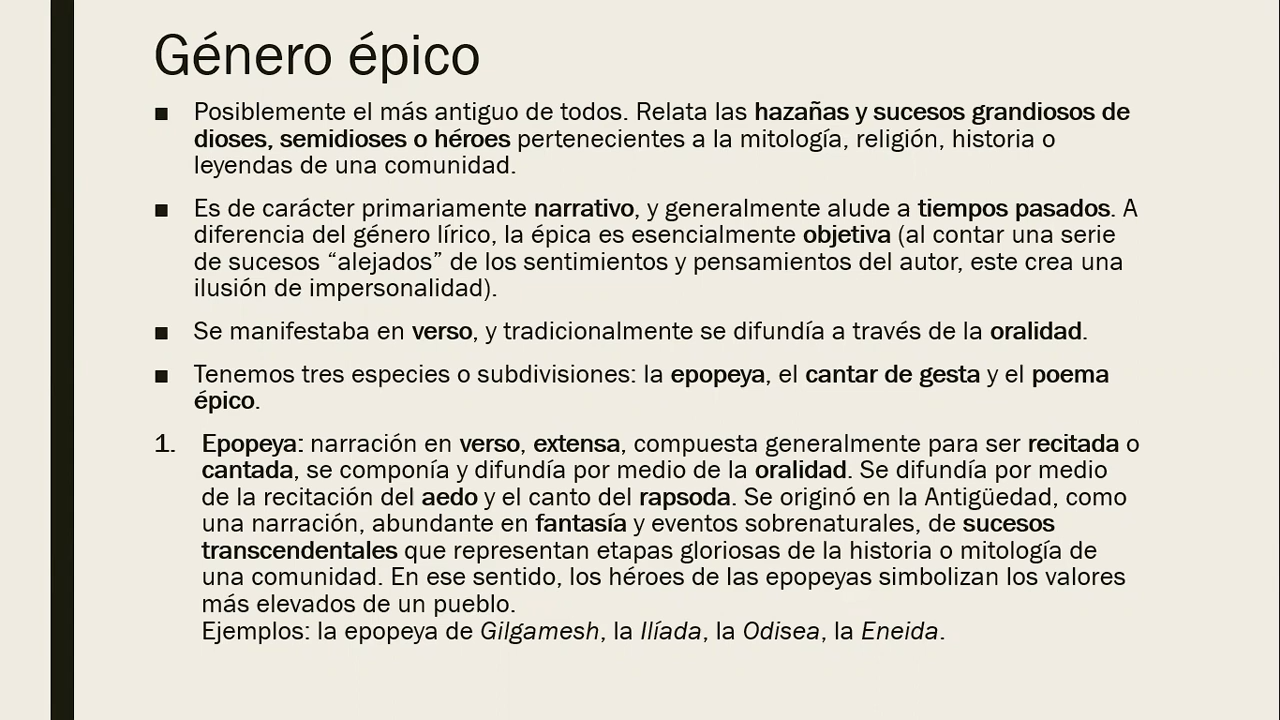 Género épico
■ Posiblemente el más antiguo de todos. Relata las hazañas y sucesos grandiosos de
dioses, semidioses o héroes pertenecientes a la mitología, religión, historia o
leyendas de una comunidad.
■ Es de carácter primariamente narrativo, y generalmente alude a tiempos pasados. A
diferencia del género lírico, la épica es esencialmente objetiva (al contar una serie
de sucesos “alejados” de los sentimientos y pensamientos del autor, este crea una
ilusión de impersonalidad).
■ Se manifestaba en verso, y tradicionalmente se difundía a través de la oralidad.
■ Tenemos tres especies o subdivisiones: la epopeya, el cantar de gesta y el poema
épico.
1. Epopeya: narración en verso, extensa, compuesta generalmente para ser recitada o
cantada, se componía y difundía por medio de la oralidad. Se difundía por medio
de la recitación del aedo y el canto del rapsoda. Se originó en la Antigüedad, como
una narración, abundante en fantasía y eventos sobrenaturales, de sucesos
transcendentales que representan etapas gloriosas de la historia o mitología de
una comunidad. En ese sentido, los héroes de las epopeyas simbolizan los valores
más elevados de un pueblo.
Ejemplos: la epopeya de Gilgamesh, la Ilíada, la Odisea, la Eneida.